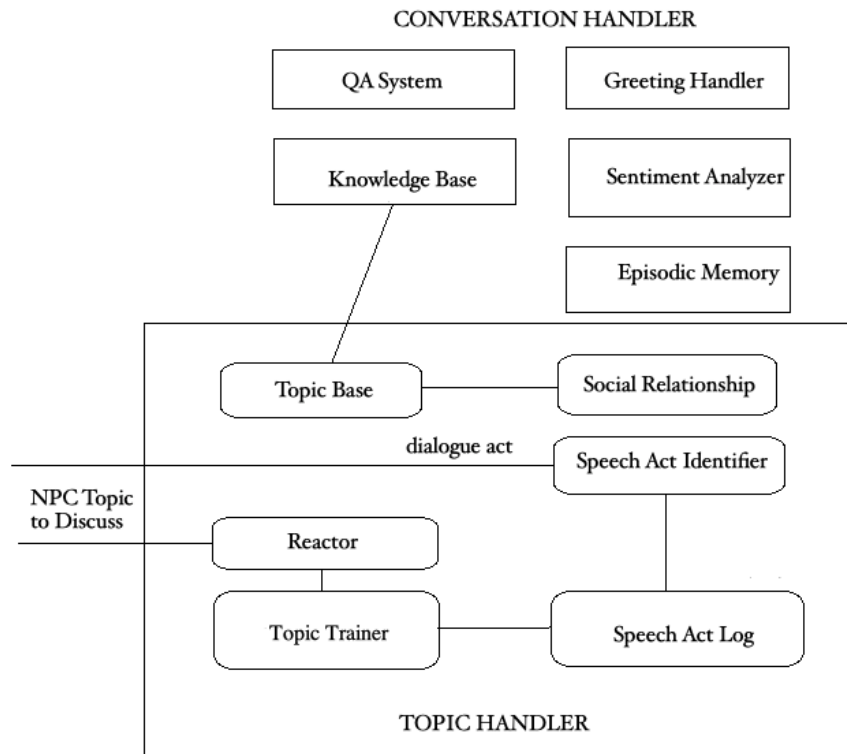 CONVERSATION HANDLER
QA System
Greeting Handler
Knowledge Base
Sentiment Analyzer
Episodic Memory
Topic Base
Social Relationship
dialogue act
Speech Act Identifier
NPC Topic
to Discuss
Reactor
Topic Trainer
Speech Act Log
TOPIC HANDLER